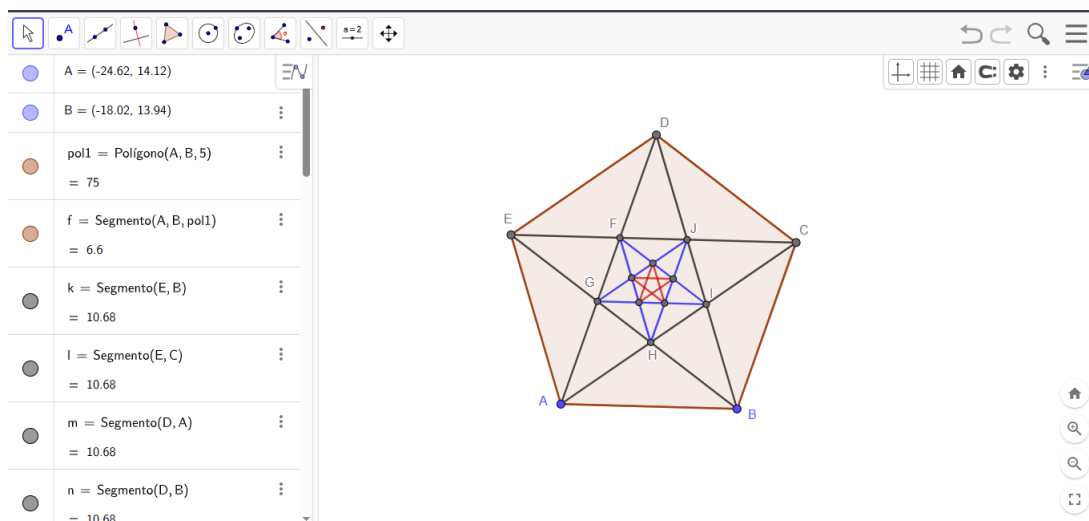 A
a=2
A = (-24.62, 14.12)
B = (-18.02, 13.94)
pol1 = Polígono(A, B, 5)
= 75
f = Segmento(A, B, pol1)
= 6.6
k = Segmento(E, B)
= 10.68
l = Segmento(E, C)
= 10.68
m = Segmento(D, A)
= 10.68
n = Segmento(D, B)
= 10.68
D
E
F
J
C
G
I
H
A
B